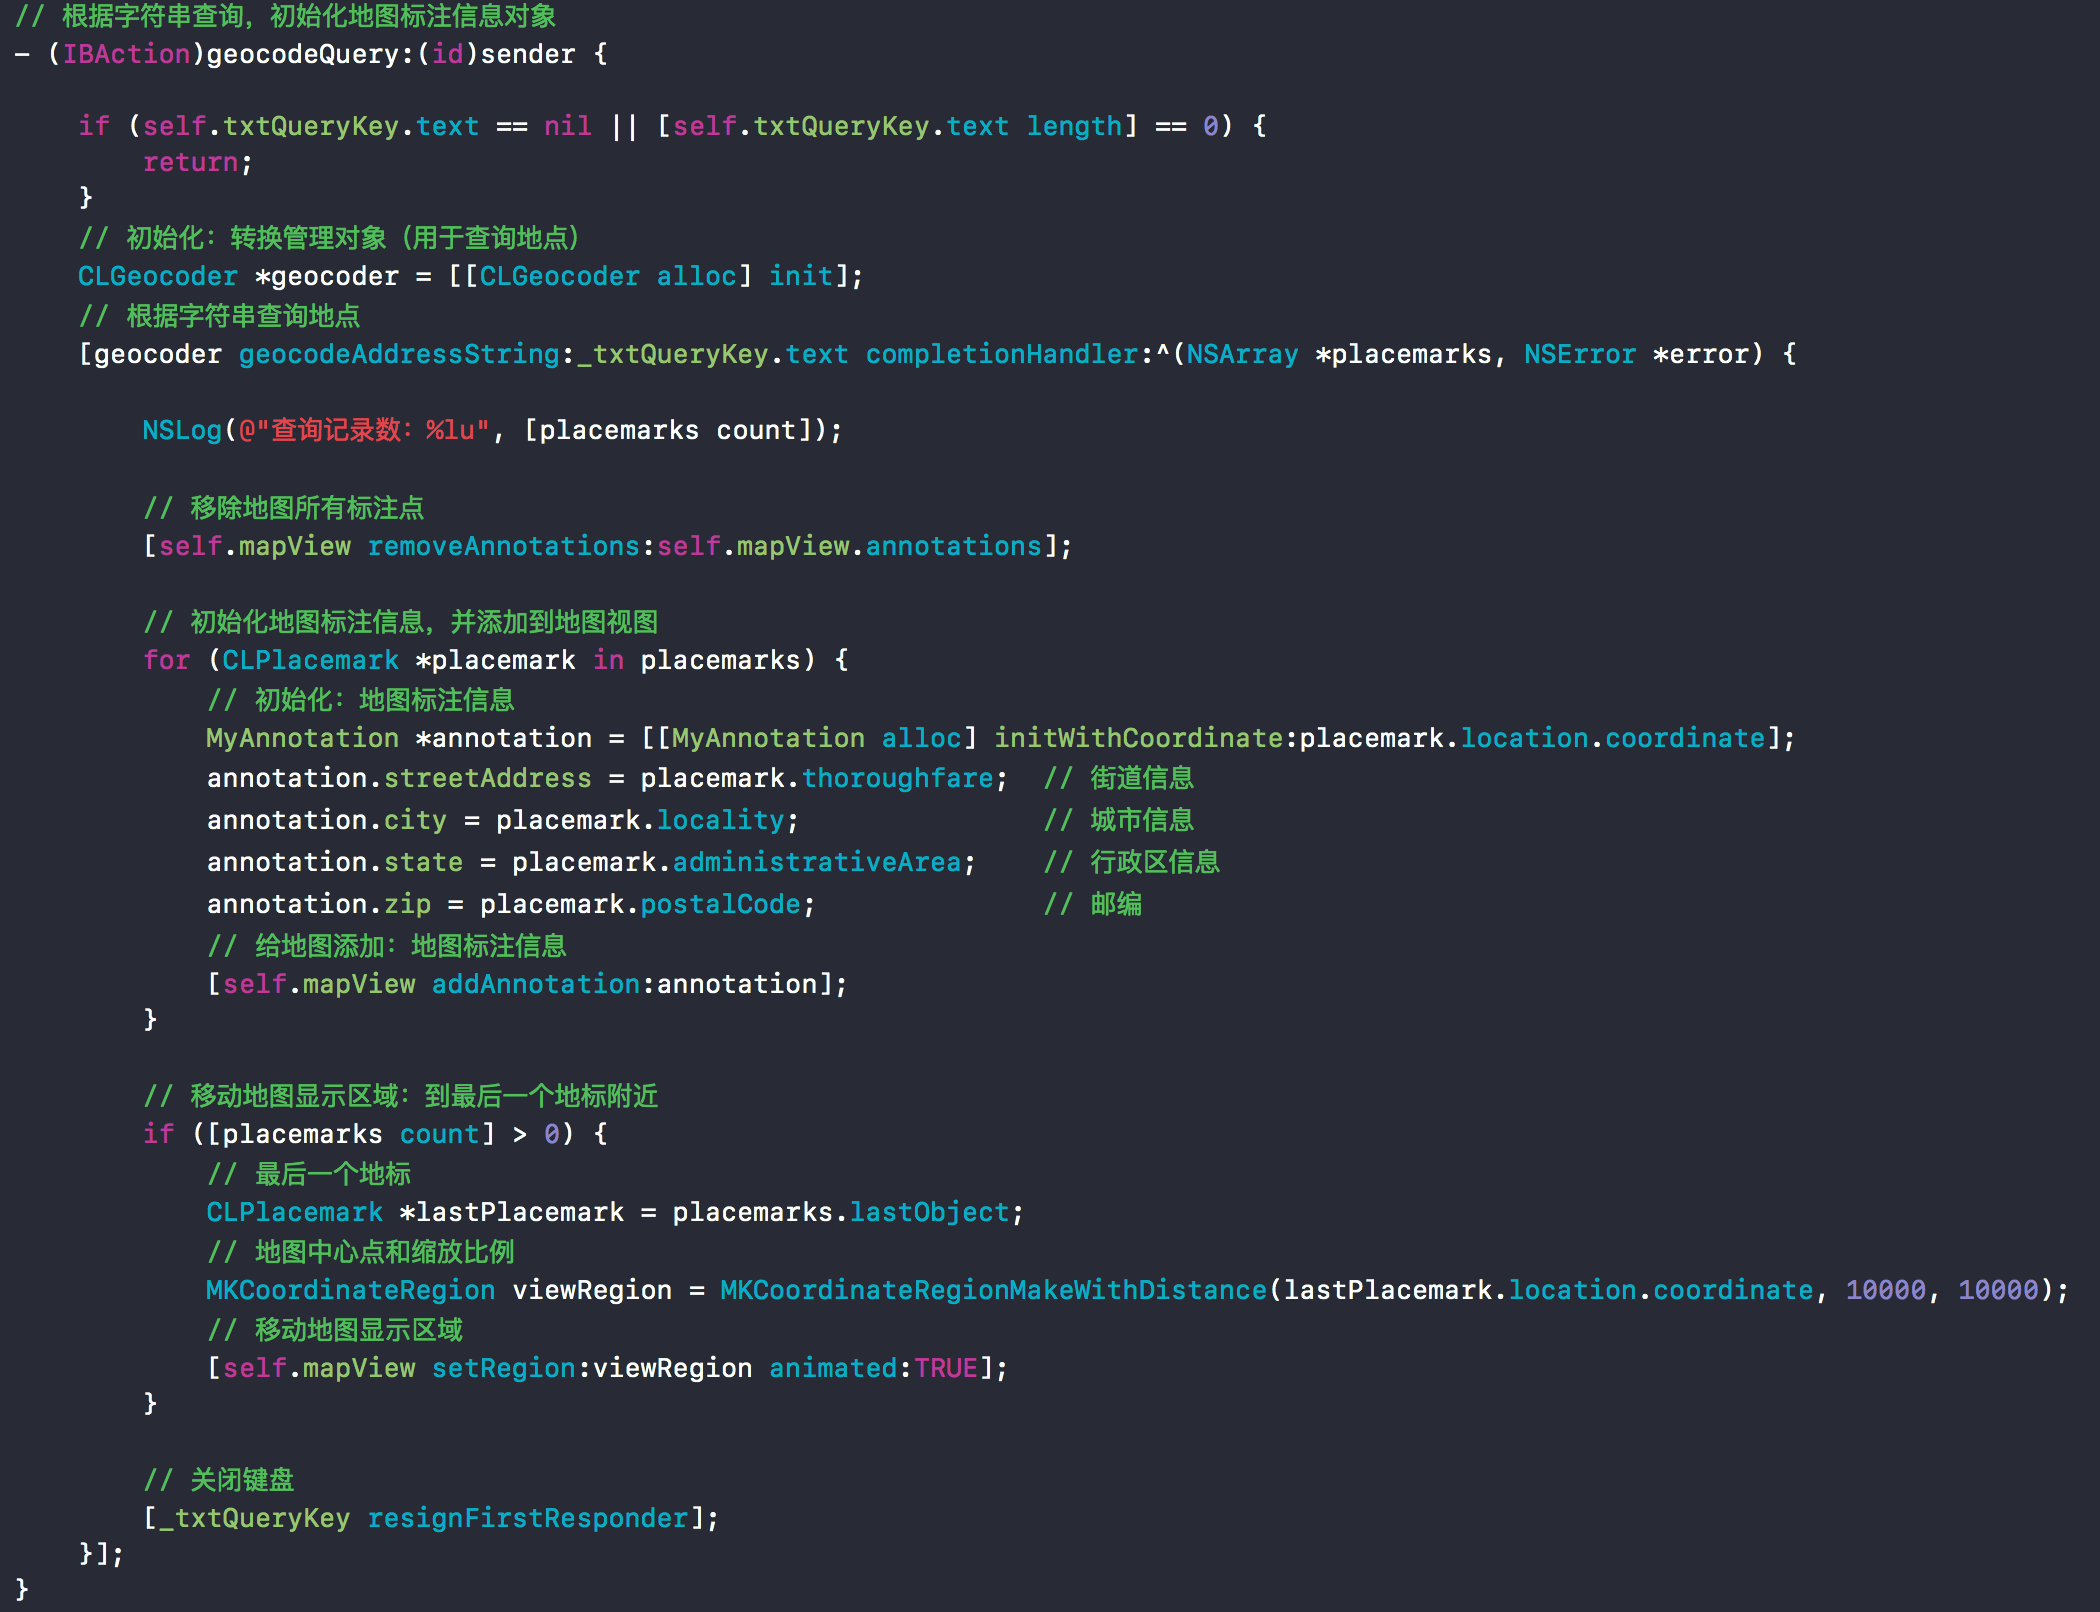 // 根据字符串查询，初始化地图标注信息对象
- (IBAction)geocodeQuery:(id)sender {
if (self.txtQueryKey.text == nil || [self.txtQueryKey.text length] == 0) {
return;
}
// 初始化：转换管理对象（用于查询地点）
CLGeocoder *geocoder = [[CLGeocoder alloc] init];
// 根据字符串查询地点
[geocoder geocodeAddressString:_txtQueryKey.text completionHandler:^(NSArray *placemarks, NSError *error) {
NSLog(@"查询记录数：%lu", [placemarks count]);
// 移除地图所有标注点
[self.mapView removeAnnotations:self.mapView.annotations];
// 初始化地图标注信息，并添加到地图视图
for (CLPlacemark *placemark in placemarks) {
// 初始化：地图标注信息
MyAnnotation *annotation = [[MyAnnotation alloc] initWithCoordinate:placemark.location.coordinate];
annotation.streetAddress = placemark.thoroughfare;  // 街道信息
annotation.city = placemark.locality;               // 城市信息
annotation.state = placemark.administrativeArea;    // 行政区信息
annotation.zip = placemark.postalCode;              // 邮编
// 给地图添加：地图标注信息
[self.mapView addAnnotation:annotation];
}
// 移动地图显示区域：到最后一个地标附近
if ([placemarks count] > 0) {
// 最后一个地标
CLPlacemark *lastPlacemark = placemarks.lastObject;
// 地图中心点和缩放比例
MKCoordinateRegion viewRegion = MKCoordinateRegionMakeWithDistance(lastPlacemark.location.coordinate, 10000, 10000);
// 移动地图显示区域
[self.mapView setRegion:viewRegion animated:TRUE];
}
// 关闭键盘
[_txtQueryKey resignFirstResponder];
}];
}